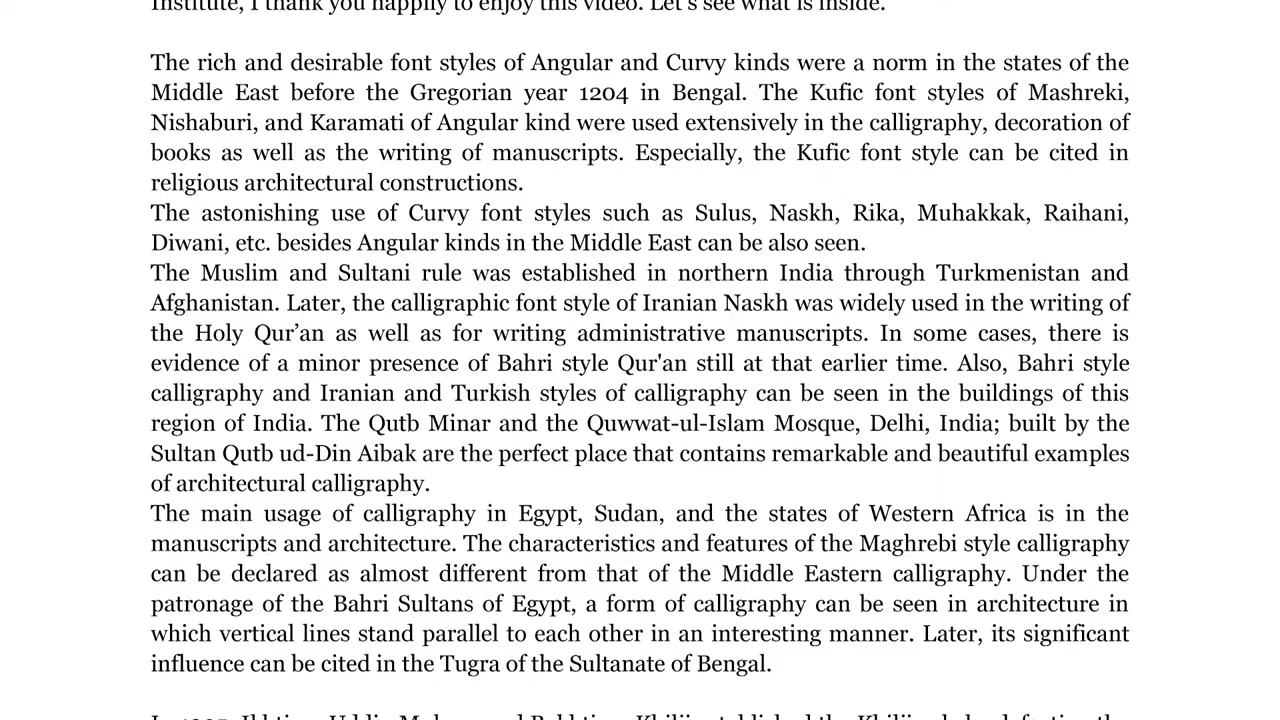 Institute, I thank you happily to enjoy this video. Let's see what is inside.
The rich and desirable font styles of Angular and Curvy kinds were a norm in the states of the
Middle East before the Gregorian year 1204 in Bengal. The Kufic font styles of Mashreki,
Nishaburi, and Karamati of Angular kind were used extensively in the calligraphy, decoration of
books as well as the writing of manuscripts. Especially, the Kufic font style can be cited in
religious architectural constructions.
The astonishing use of Curvy font styles such as Sulus, Naskh, Rika, Muhakkak, Raihani,
Diwani, etc. besides Angular kinds in the Middle East can be also seen.
The Muslim and Sultani rule was established in northern India through Turkmenistan and
Afghanistan. Later, the calligraphic font style of Iranian Naskh was widely used in the writing of
the Holy Qur’an as well as for writing administrative manuscripts. In some cases, there is
evidence of a minor presence of Bahri style Qur'an still at that earlier time. Also, Bahri style
calligraphy and Iranian and Turkish styles of calligraphy can be seen in the buildings of this
region of India. The Qutb Minar and the Quwwat-ul-Islam Mosque, Delhi, India; built by the
Sultan Qutb ud-Din Aibak are the perfect place that contains remarkable and beautiful examples
of architectural calligraphy.
The main usage of calligraphy in Egypt, Sudan, and the states of Western Africa is in the
manuscripts and architecture. The characteristics and features of the Maghrebi style calligraphy
can be declared as almost different from that of the Middle Eastern calligraphy. Under the
patronage of the Bahri Sultans of Egypt, a form of calligraphy can be seen in architecture in
which vertical lines stand parallel to each other in an interesting manner. Later, its significant
influence can be cited in the Tugra of the Sultanate of Bengal.